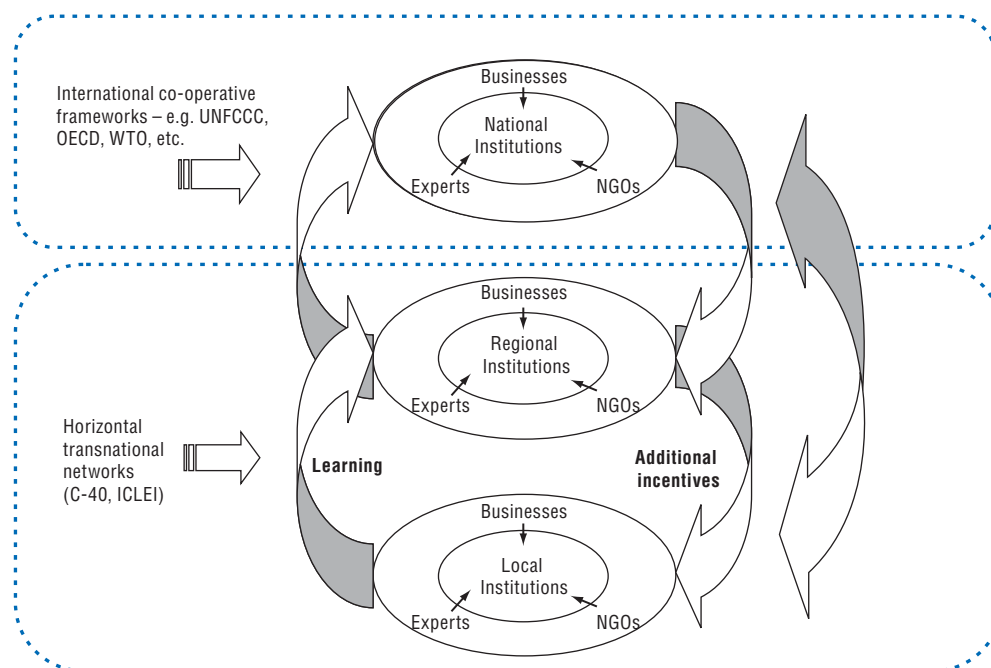 International co-operative
frameworks – e.g. UNFCCC,
OECD, WTO, etc.
Businesses
National
Institutions
Experts
NGOs
Businesses
Regional
Institutions
Experts
NGOs
Horizontal
transnational
networks
(C-40, ICLEI)
Learning
Additional
incentives
Businesses
Local
Institutions
Experts
NGOs